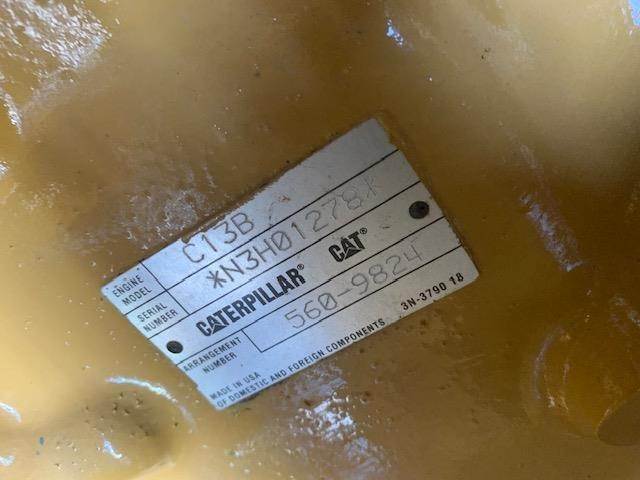 ENGINE MODEL C13B
SERIAL NUMBER *N3H01278*
CATERPILLAR® CAT®
ARRANGEMENT NUMBER 560-9824
MADE IN USA
OF DOMESTIC AND FOREIGN COMPONENTS 3N-3790 18